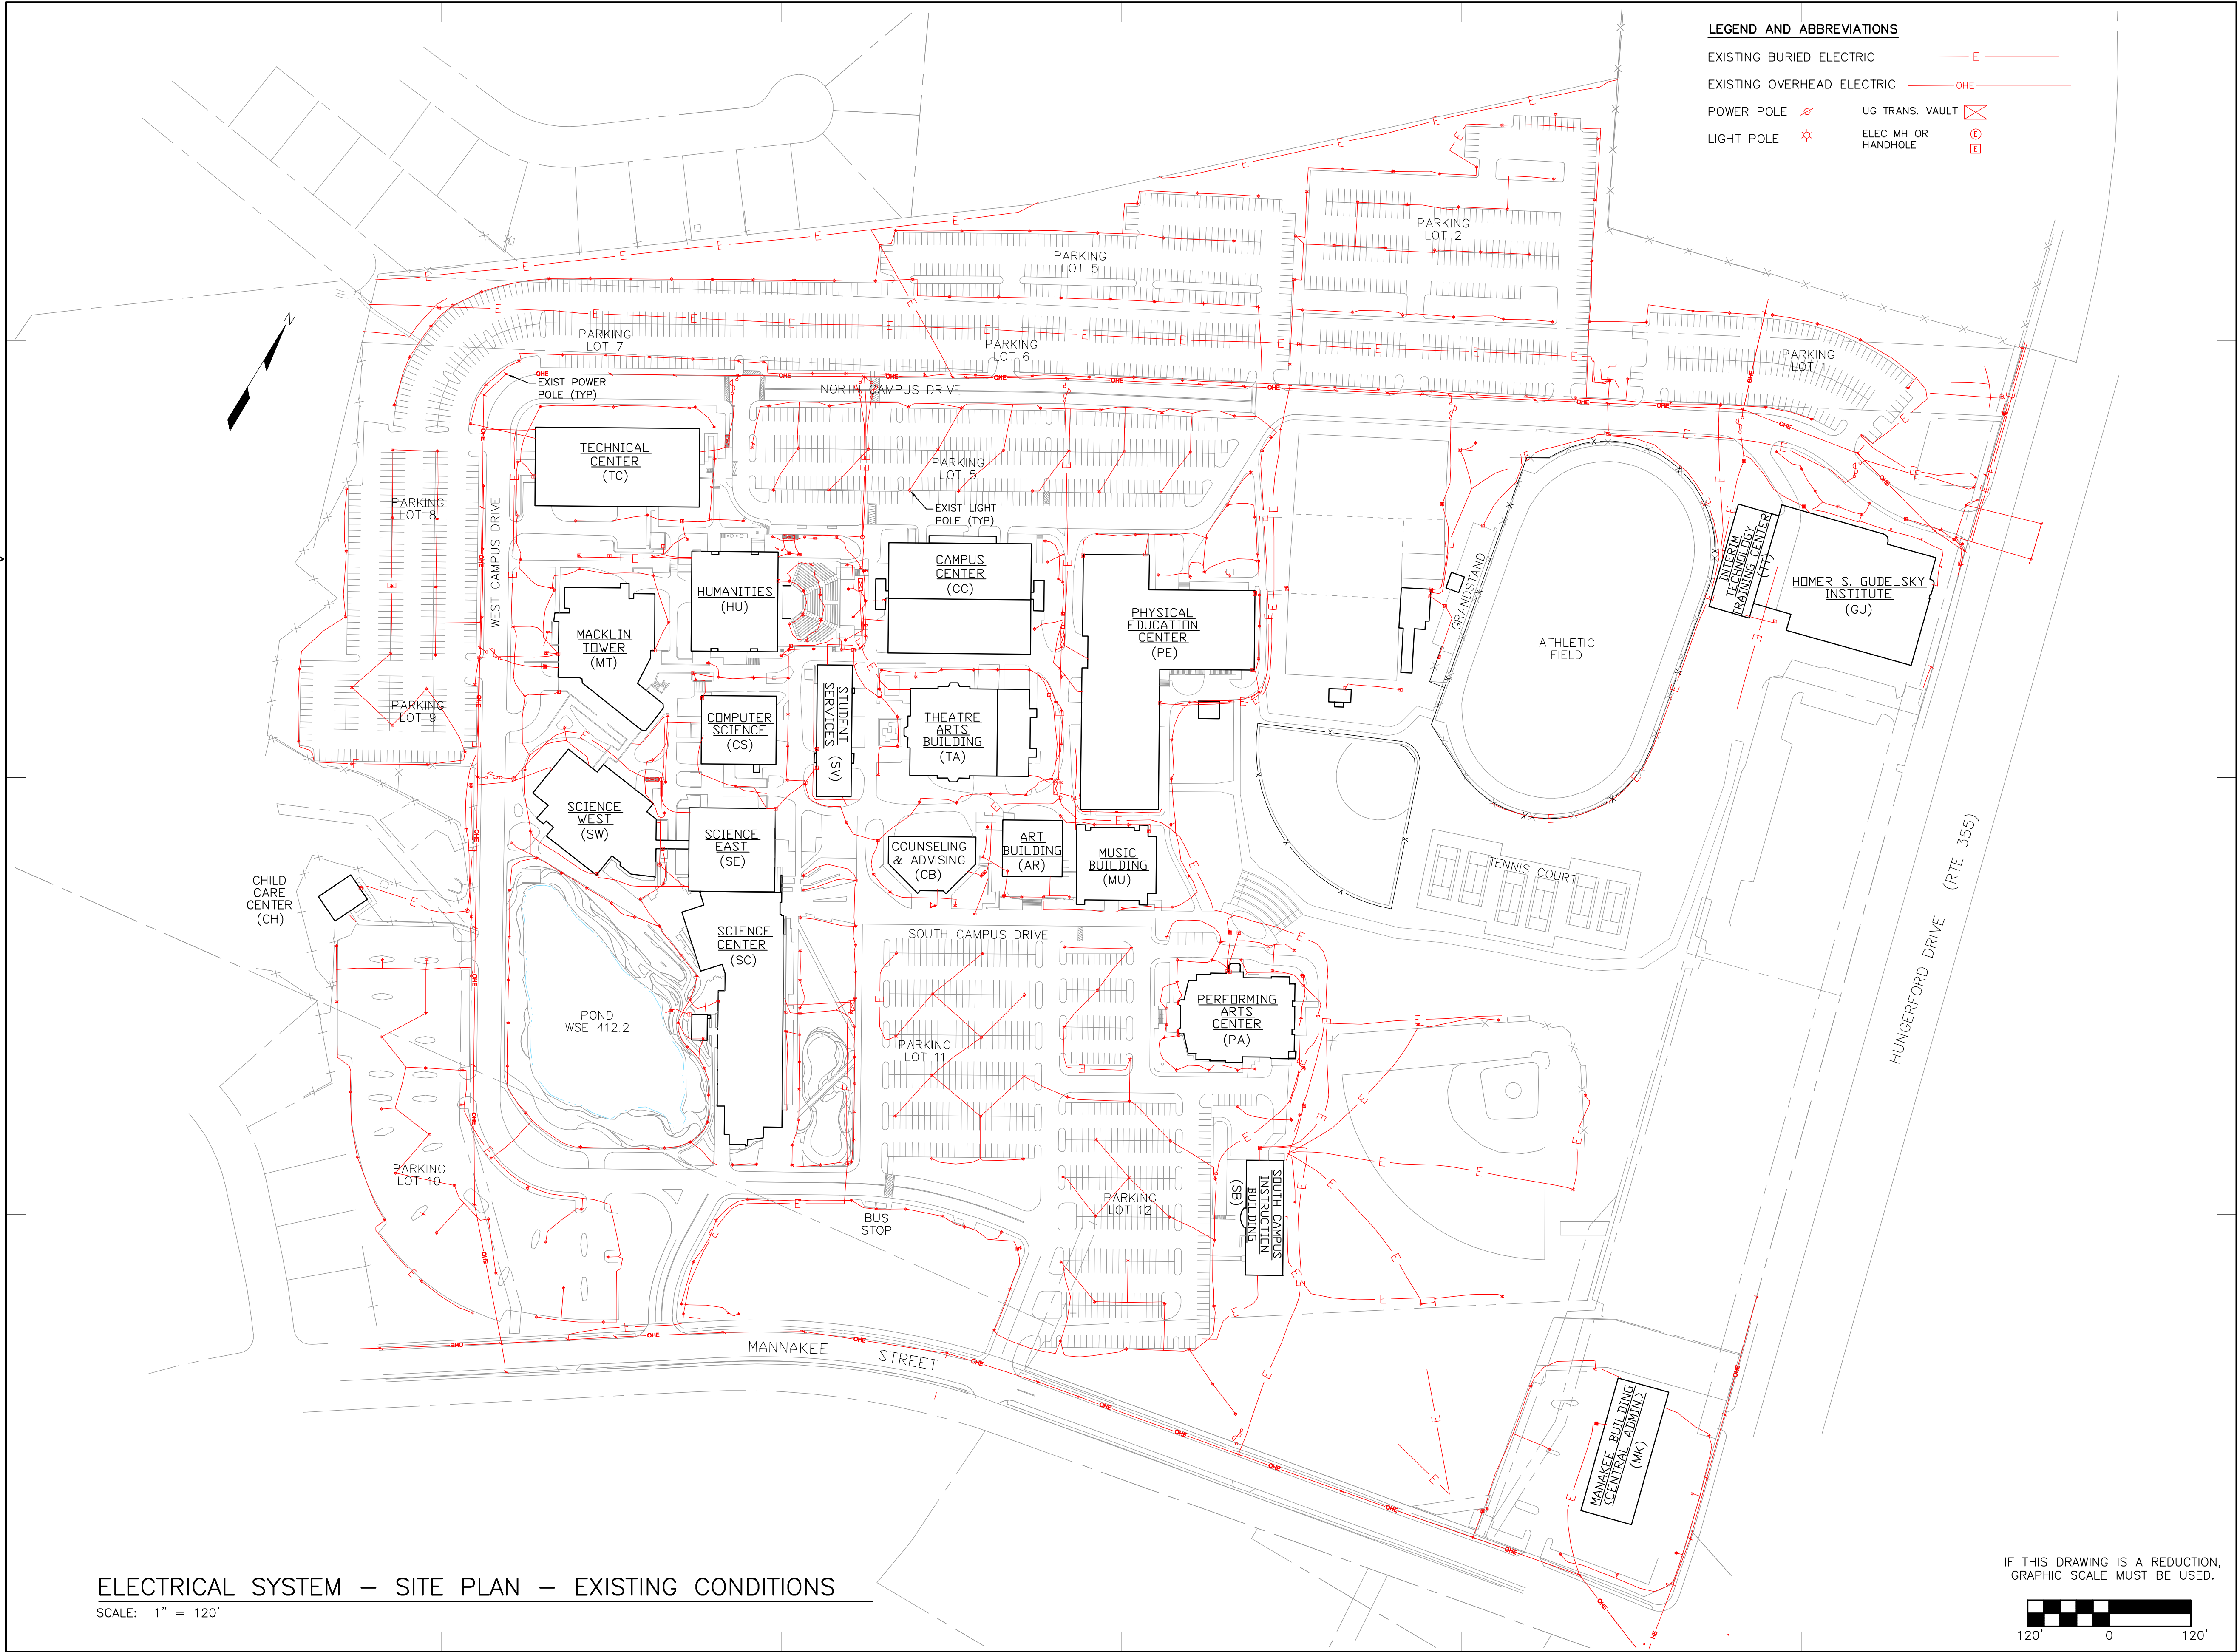 LEGEND AND ABBREVIATIONS
EXISTING BURIED ELECTRIC E
EXISTING OVERHEAD ELECTRIC OHE
POWER POLE
UG TRANS. VAULT
LIGHT POLE
ELEC MH OR
HANDHOLE
E
E
N
PARKING
LOT 2
PARKING
LOT 5
PARKING
LOT 7
PARKING
LOT 6
PARKING
LOT 1
EXIST POWER
POLE (TYP)
NORTH CAMPUS DRIVE
TECHNICAL
CENTER
(TC)
PARKING
LOT 5
EXIST LIGHT
POLE (TYP)
PARKING
LOT 8
WEST CAMPUS DRIVE
HUMANITIES
(HU)
CAMPUS
CENTER
(CC)
PHYSICAL
EDUCATION
CENTER
(PE)
GRANDSTAND
ATHLETIC
FIELD
INTERIM
TECHNOLOGY
TRAINING CENTER
(TT)
HOMER S. GUDELSKY
INSTITUTE
(GU)
MACKLIN
TOWER
(MT)
PARKING
LOT 9
COMPUTER
SCIENCE
(CS)
STUDENT
SERVICES (SV)
THEATRE
ARTS
BUILDING
(TA)
SCIENCE
WEST
(SW)
SCIENCE
EAST
(SE)
COUNSELING
& ADVISING
(CB)
ART
BUILDING
(AR)
MUSIC
BUILDING
(MU)
TENNIS COURT
HUNGERFORD DRIVE (RTE 355)
CHILD
CARE
CENTER
(CH)
SCIENCE
CENTER
(SC)
SOUTH CAMPUS DRIVE
POND
WSE 412.2
PARKING
LOT 11
PERFORMING
ARTS
CENTER
(PA)
PARKING
LOT 10
BUS
STOP
PARKING
LOT 12
SOUTH CAMPUS
INSTRUCTION
BUILDING
(SB)
MANNAKEE STREET
MANAKEE BUILDING
(CENTRAL ADMIN.)
(MK)
ELECTRICAL SYSTEM – SITE PLAN – EXISTING CONDITIONS
SCALE: 1" = 120'
IF THIS DRAWING IS A REDUCTION,
GRAPHIC SCALE MUST BE USED.
120' 0 120'